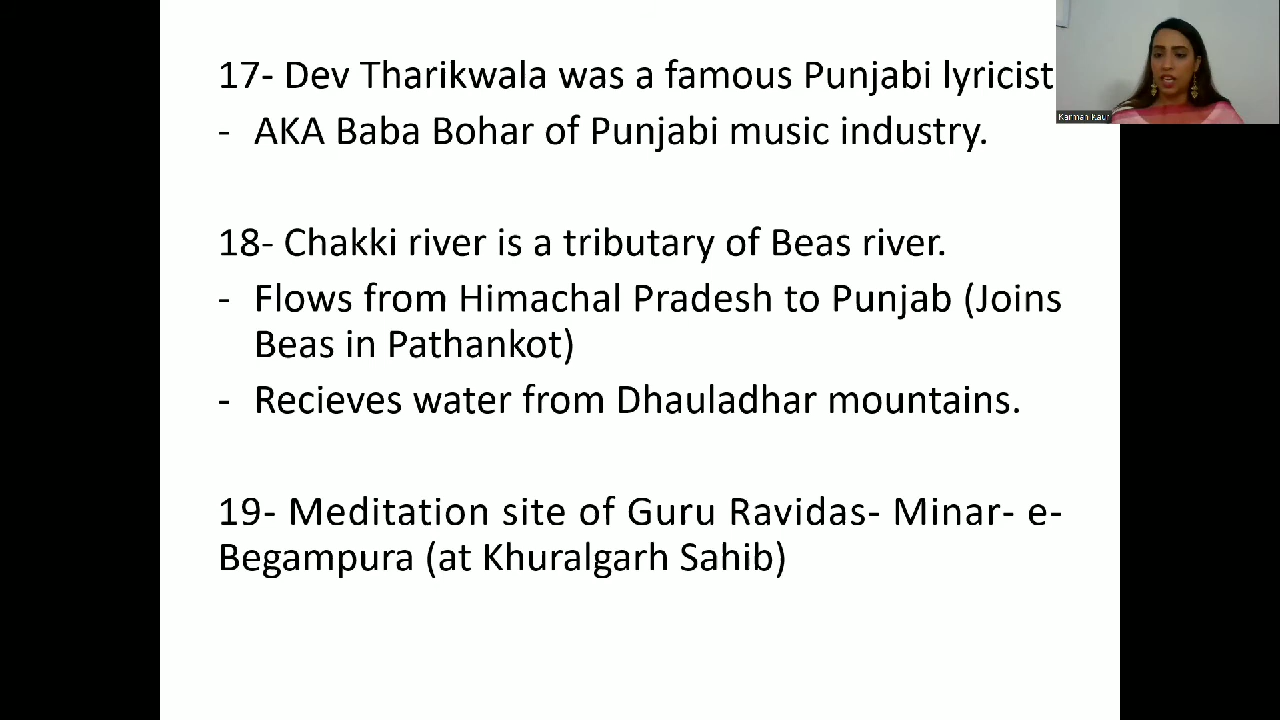 17- Dev Tharikwala was a famous Punjabi lyricist
- AKA Baba Bohar of Punjabi music industry.
18- Chakki river is a tributary of Beas river.
- Flows from Himachal Pradesh to Punjab (Joins
Beas in Pathankot)
- Recieves water from Dhauladhar mountains.
19- Meditation site of Guru Ravidas- Minar- e-
Begampura (at Khuralgarh Sahib)
Karman Kaur